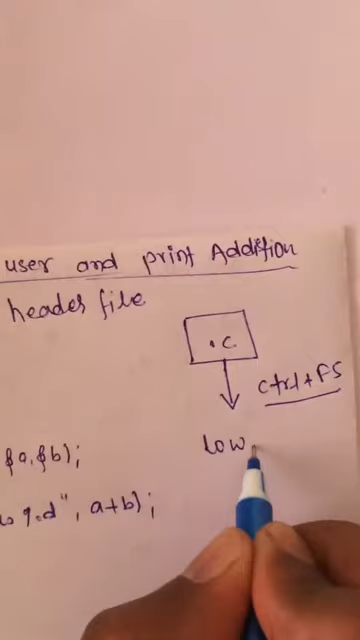 user and print Addition
header file
.c
Ctrl+F5
&a,&b);
low
%d", a+b);